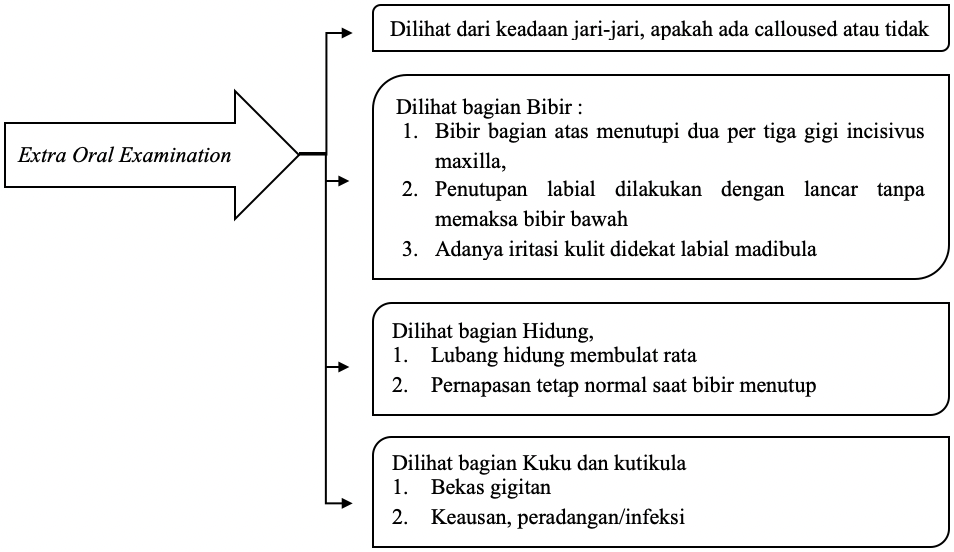 Extra Oral Examination
Dilihat dari keadaan jari-jari, apakah ada calloused atau tidak
Dilihat bagian Bibir :
1. Bibir bagian atas menutupi dua per tiga gigi incisivus
maxilla,
2. Penutupan labial dilakukan dengan lancar tanpa
memaksa bibir bawah
3. Adanya iritasi kulit didekat labial madibula
Dilihat bagian Hidung,
1. Lubang hidung membulat rata
2. Pernapasan tetap normal saat bibir menutup
Dilihat bagian Kuku dan kutikula
1. Bekas gigitan
2. Keausan, peradangan/infeksi